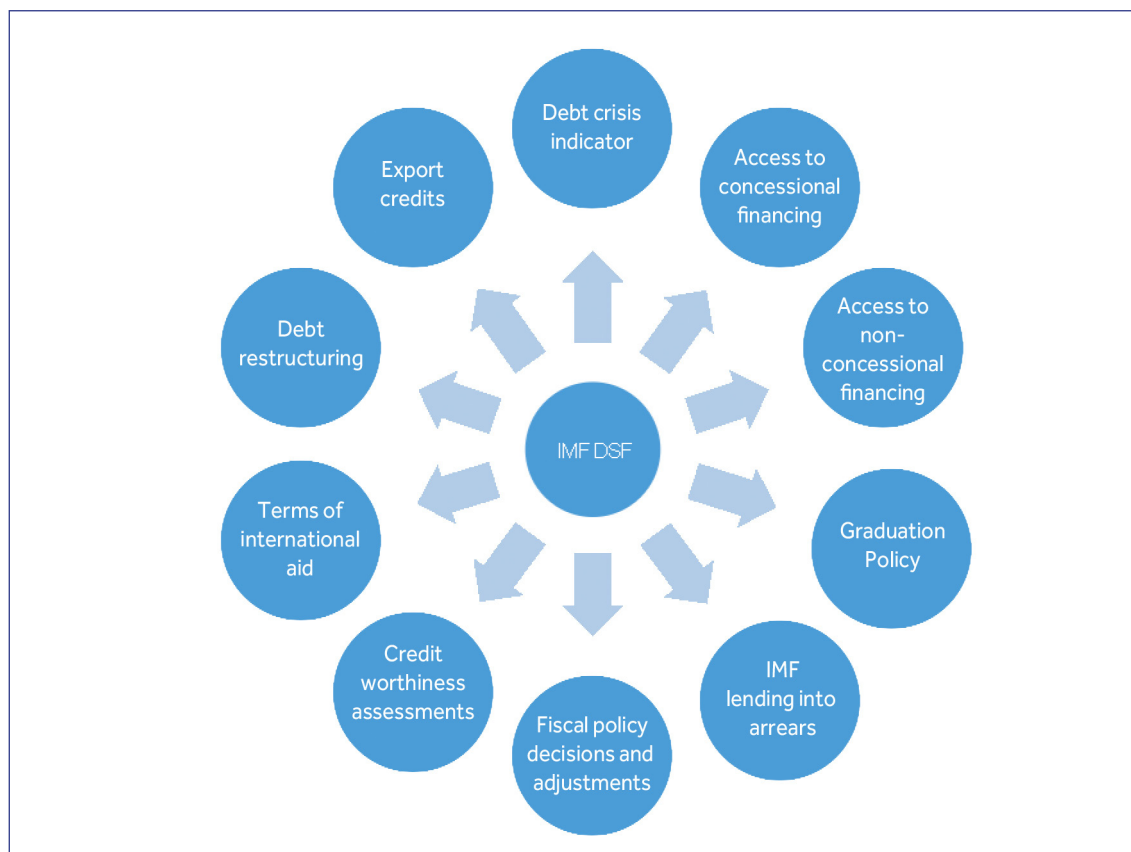 Debt crisis
indicator
Access to
concessional
financing
Access to
non-
concessional
financing
Graduation
Policy
IMF
lending into
arrears
Fiscal policy
decisions and
adjustments
Credit
worthiness
assessments
Terms of
international
aid
Debt
restructuring
Export
credits
IMF DSF